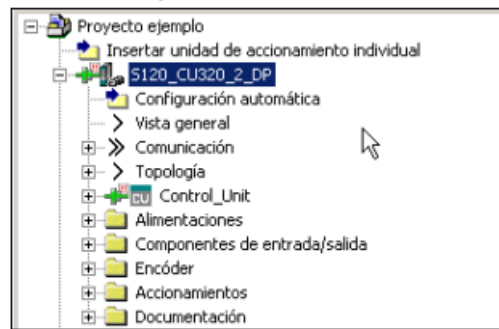 Proyecto ejemplo
Insertar unidad de accionamiento individual
S120_CU320_2_DP
Configuración automática
Vista general
Comunicación
Topología
CU Control_Unit
Alimentaciones
Componentes de entrada/salida
Encóder
Accionamientos
Documentación